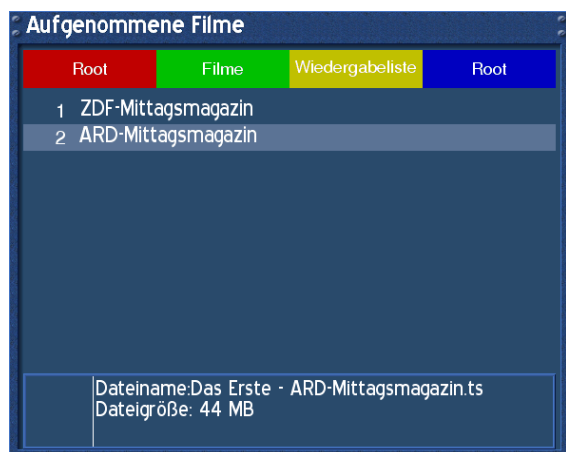 Aufgenommene Filme
Root Filme Wiedergabeliste Root
1 ZDF-Mittagsmagazin
2 ARD-Mittagsmagazin
Dateiname:Das Erste - ARD-Mittagsmagazin.ts
Dateigröße: 44 MB